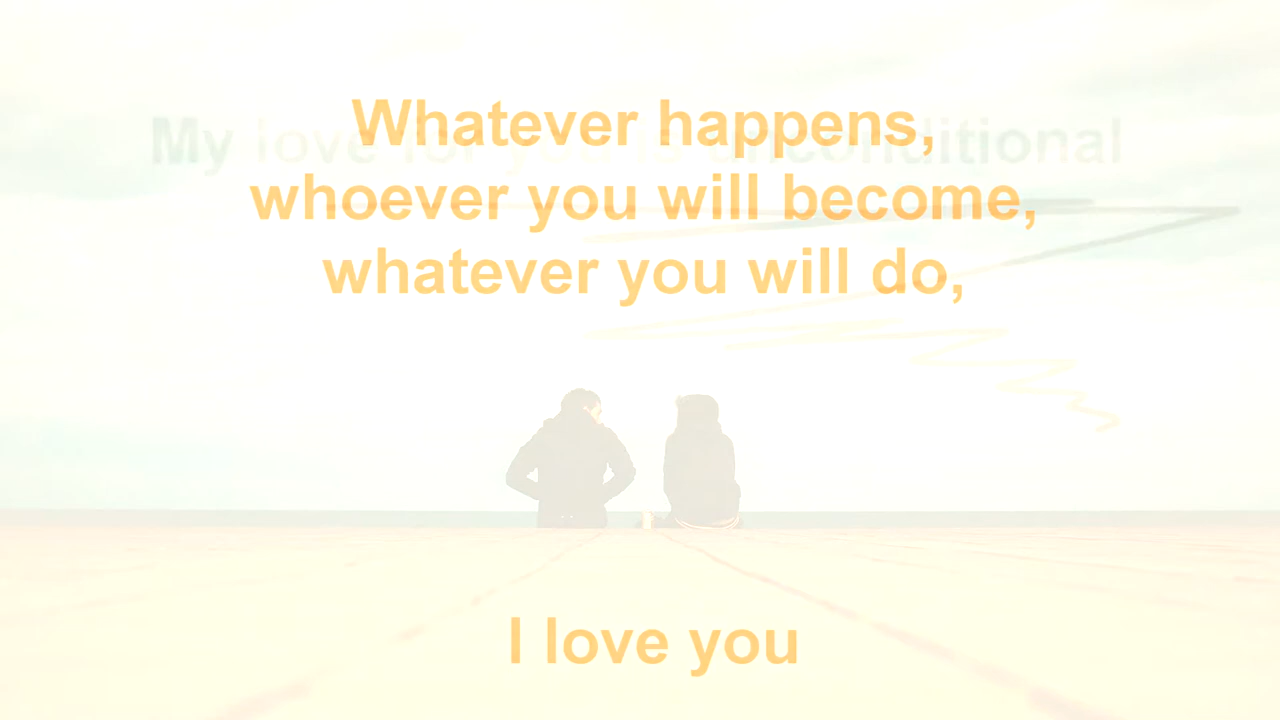 My love for you is unconditional
Whatever happens,
whoever you will become,
whatever you will do,
I love you